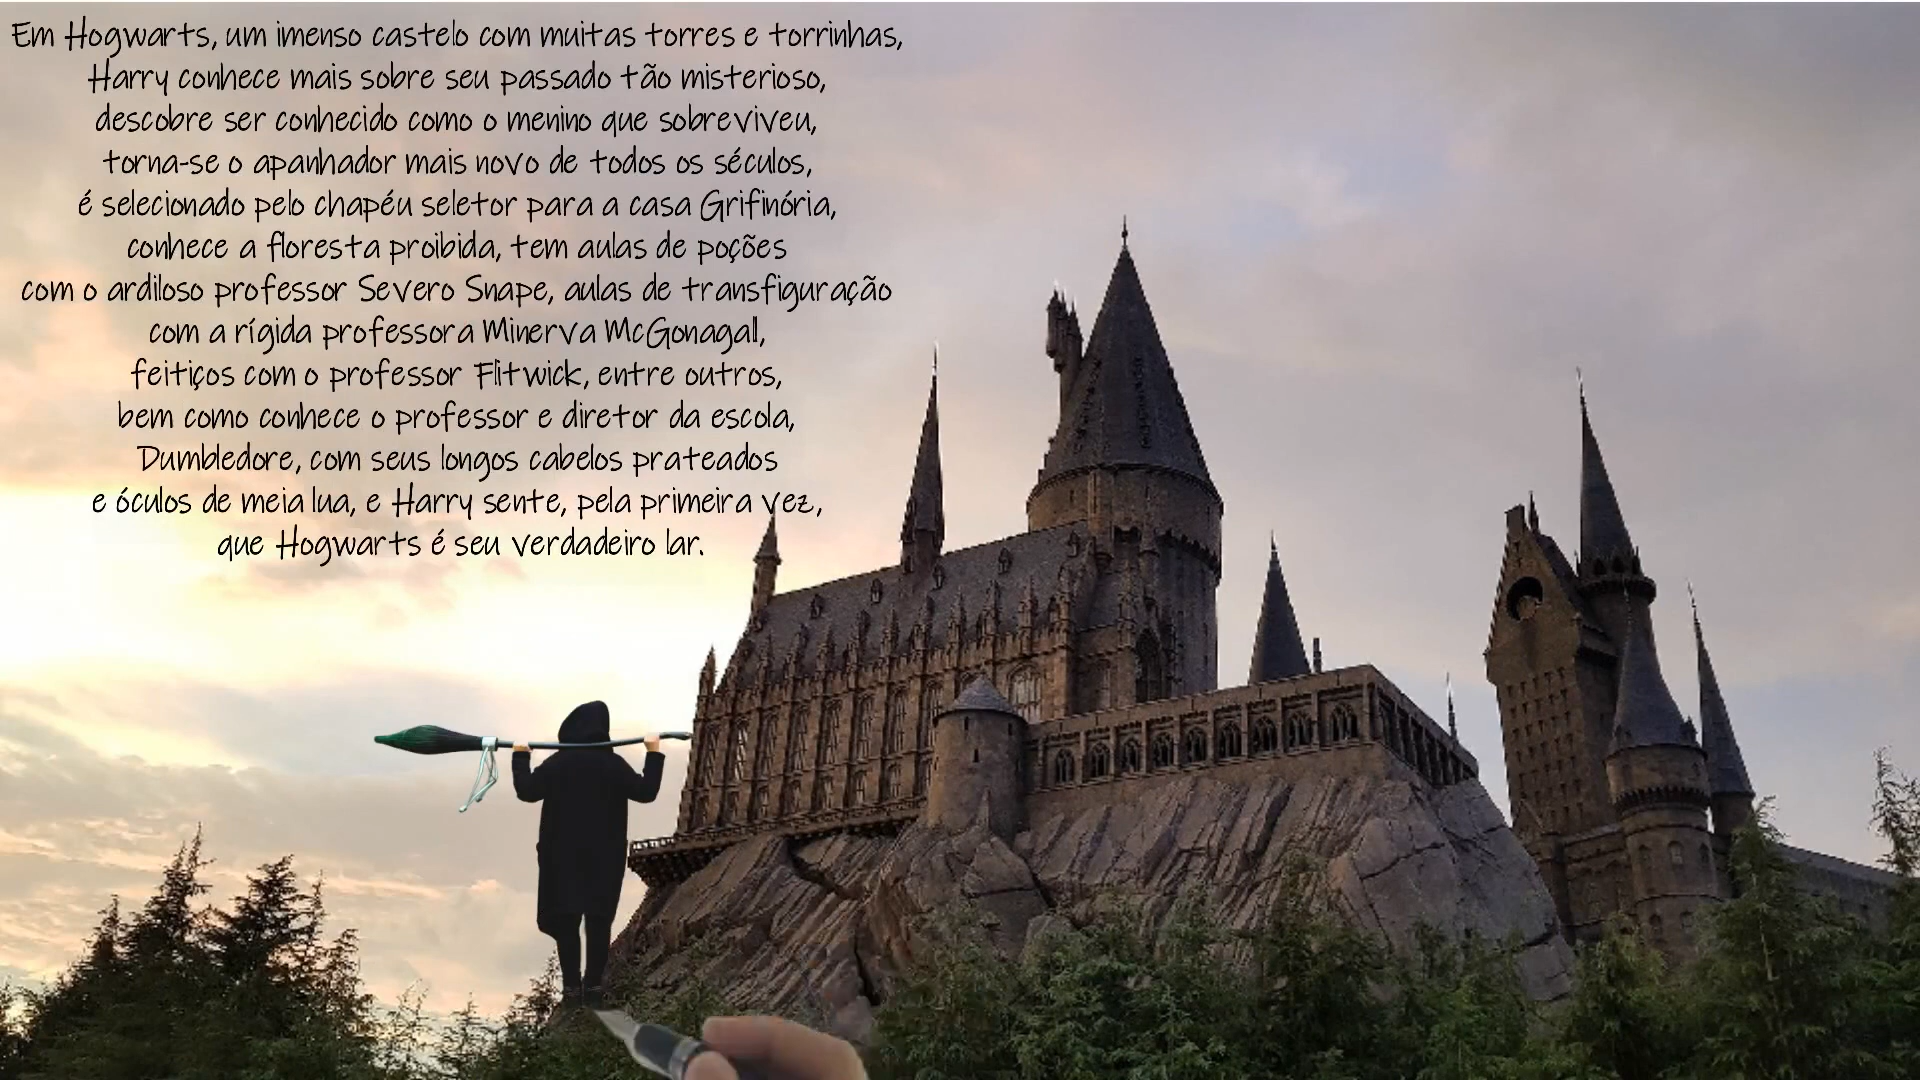 Em Hogwarts, um imenso castelo com muitas torres e torrinhas,
Harry conhece mais sobre seu passado tão misterioso,
descobre ser conhecido como o menino que sobreviveu,
torna-se o apanhador mais novo de todos os séculos,
é selecionado pelo chapéu seletor para a casa Grifinória,
conhece a floresta proibida, tem aulas de poções
com o ardiloso professor Severo Snape, aulas de transfiguração
com a rígida professora Minerva McGonagall,
feitiços com o professor Flitwick, entre outros,
bem como conhece o professor e diretor da escola,
Dumbledore, com seus longos cabelos prateados
e óculos de meia lua, e Harry sente, pela primeira vez,
que Hogwarts é seu verdadeiro lar.